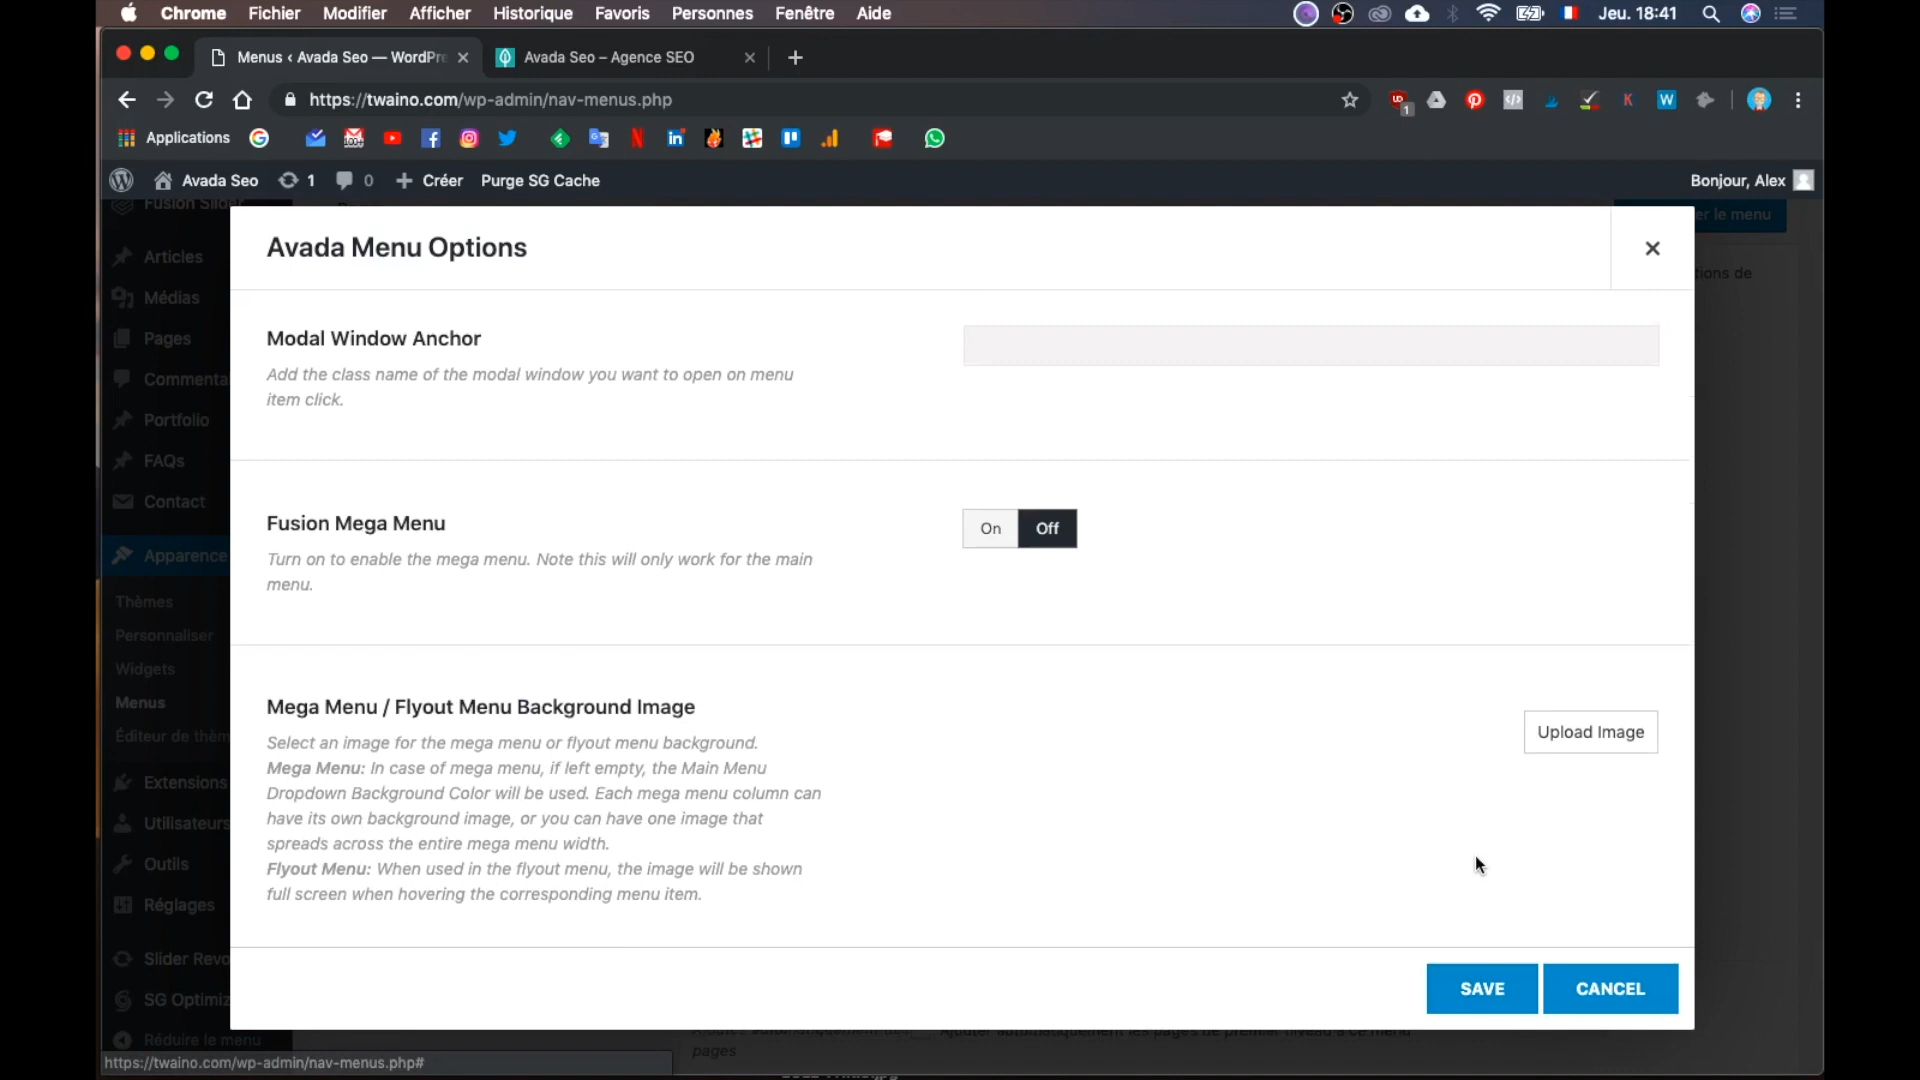 Chrome Fichier Modifier Afficher Historique Favoris Personnes Fenêtre Aide Jeu. 18:41
Menus ‹ Avada Seo — WordPre Avada Seo – Agence SEO
https://twaino.com/wp-admin/nav-menus.php
Applications
Avada Seo 1 0 Créer Purge SG Cache Bonjour, Alex
Fusion Slider
er le menu
Avada Menu Options
Articles
tions de
Médias
Pages
Modal Window Anchor
Add the class name of the modal window you want to open on menu
item click.
Commenta
Portfolio
FAQs
Contact
Fusion Mega Menu
On Off
Turn on to enable the mega menu. Note this will only work for the main
menu.
Apparence
Thèmes
Personnaliser
Widgets
Menus
Éditeur de thèm
Mega Menu / Flyout Menu Background Image
Upload Image
Select an image for the mega menu or flyout menu background.
Mega Menu: In case of mega menu, if left empty, the Main Menu
Dropdown Background Color will be used. Each mega menu column can
have its own background image, or you can have one image that
spreads across the entire mega menu width.
Flyout Menu: When used in the flyout menu, the image will be shown
full screen when hovering the corresponding menu item.
Extensions
Utilisateurs
Outils
Réglages
Slider Revo
SG Optimiz
SAVE CANCEL
Réduire le menu
Ajouter automatiquement les pages de premier niveau à ce menu
pages
https://twaino.com/wp-admin/nav-menus.php#